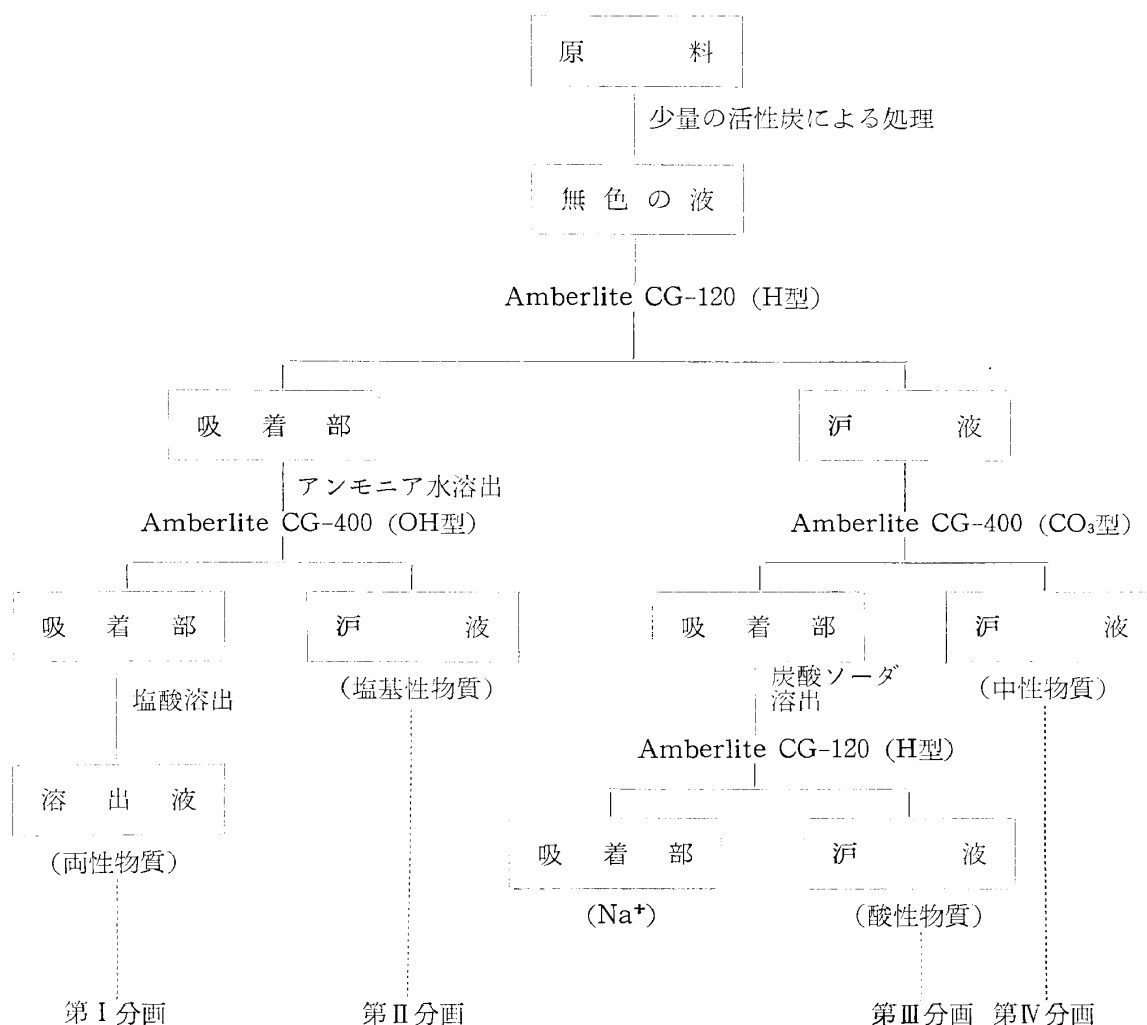 原料
少量の活性炭による処理
無色の液
Amberlite CG-120 (H型)
吸着部
沪液
アンモニア水溶出
Amberlite CG-400 (OH型)
Amberlite CG-400 (CO₃型)
吸着部
沪液
吸着部
沪液
塩酸溶出
(塩基性物質)
炭酸ソーダ
溶出
(中性物質)
Amberlite CG-120 (H型)
溶出液
(両性物質)
吸着部
沪液
(Na⁺)
(酸性物質)
第Ⅰ分画
第Ⅱ分画
第Ⅲ分画
第Ⅳ分画